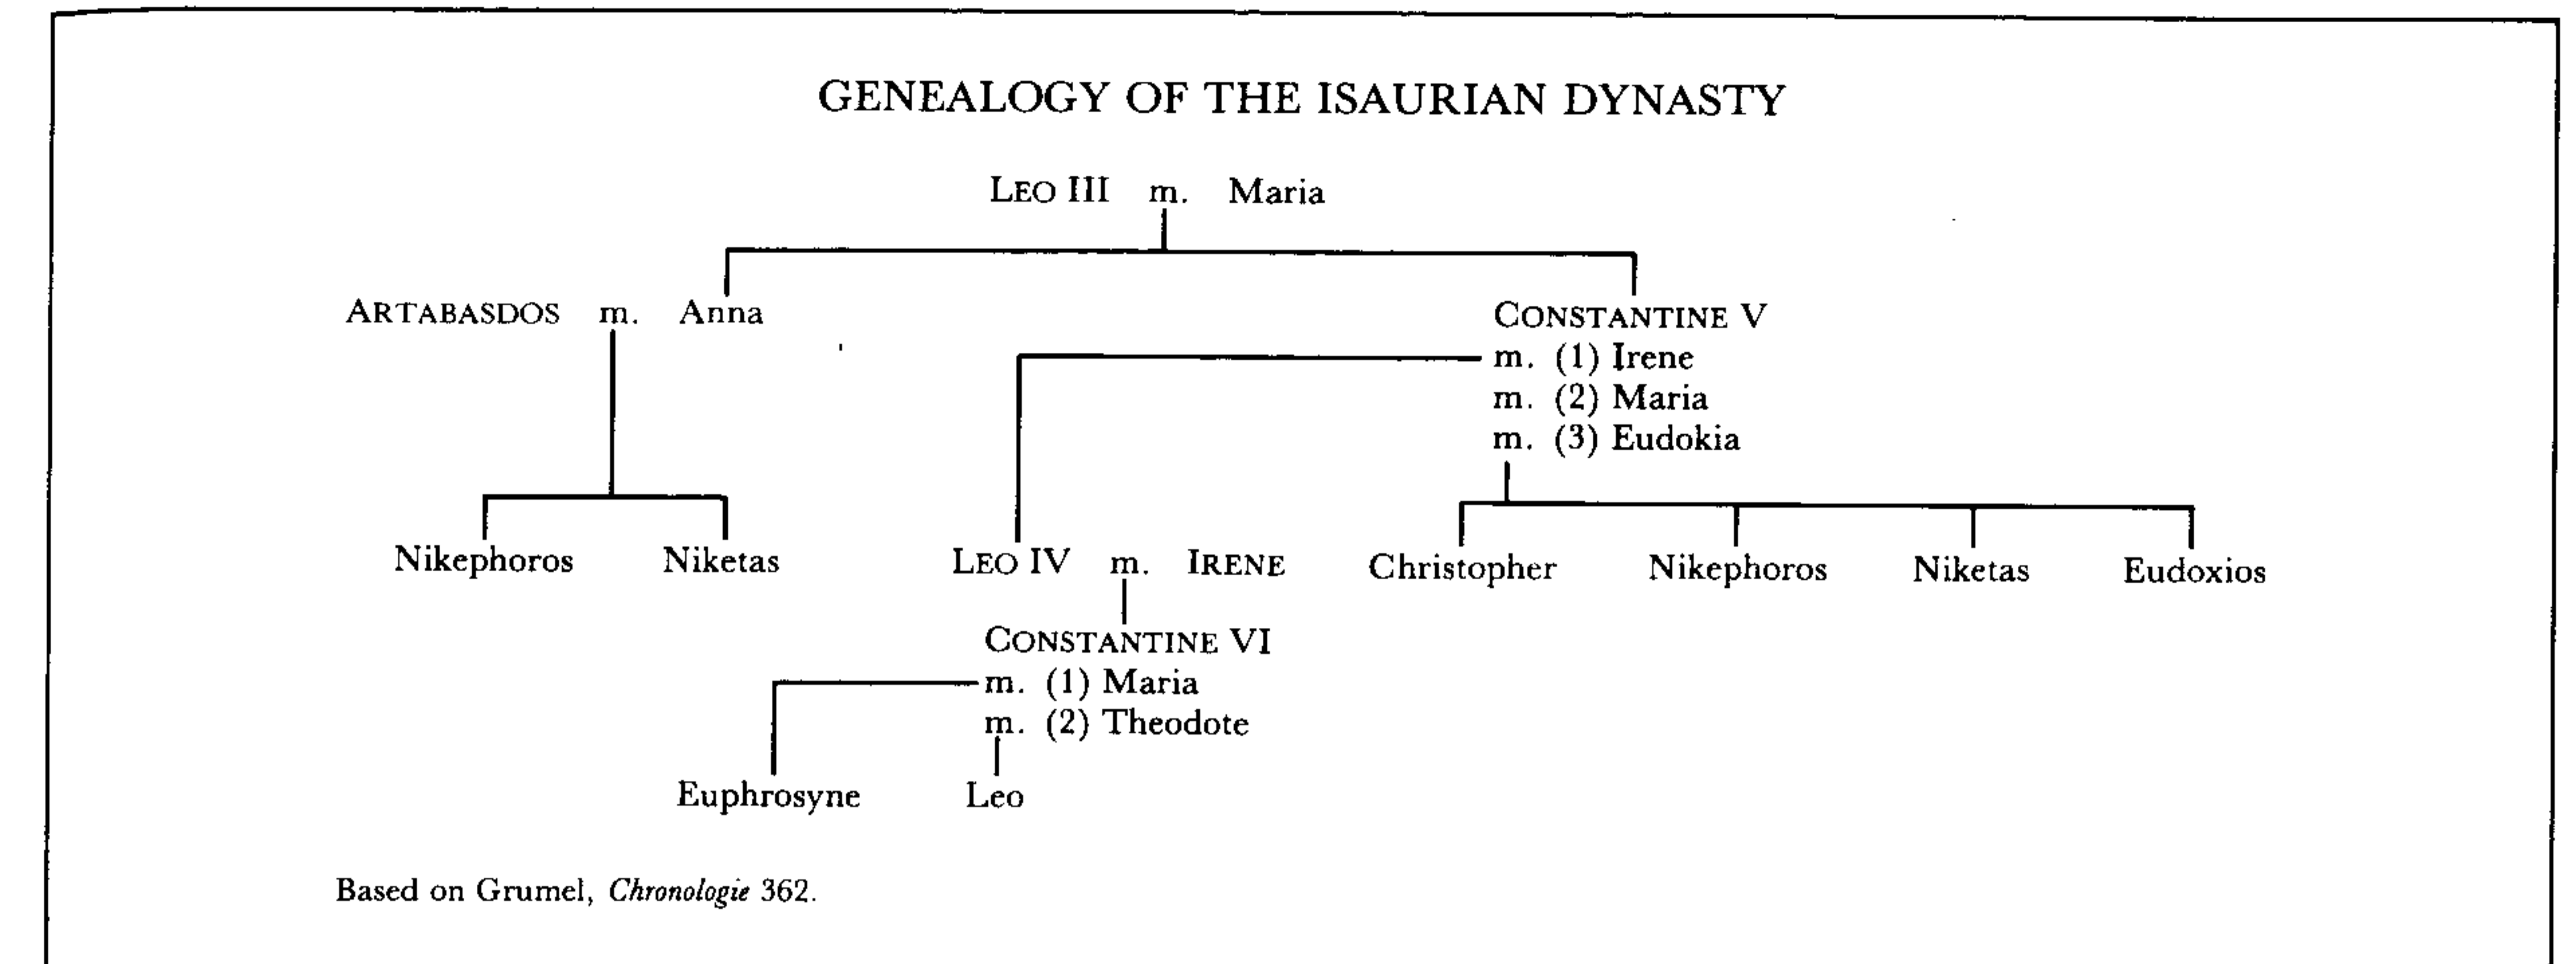 GENEALOGY OF THE ISAURIAN DYNASTY
LEO III m. Maria
ARTABASDOS m. Anna
CONSTANTINE V
m. (1) Irene
m. (2) Maria
m. (3) Eudokia
Nikephoros Niketas LEO IV m. IRENE Christopher Nikephoros Niketas Eudoxios
CONSTANTINE VI
m. (1) Maria
m. (2) Theodote
Euphrosyne Leo
Based on Grumel, Chronologie 362.